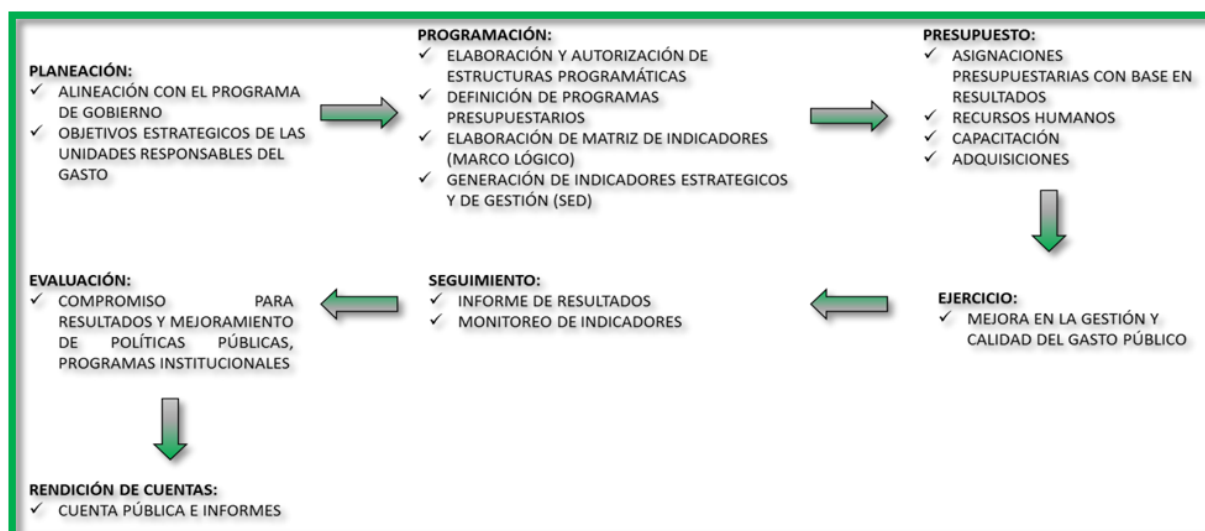 PLANEACIÓN:
✓ ALINEACIÓN CON EL PROGRAMA
DE GOBIERNO
✓ OBJETIVOS ESTRATEGICOS DE LAS
UNIDADES RESPONSABLES DEL
GASTO
PROGRAMACIÓN:
✓ ELABORACIÓN Y AUTORIZACIÓN DE
ESTRUCTURAS PROGRAMÁTICAS
✓ DEFINICIÓN DE PROGRAMAS
PRESUPUESTARIOS
✓ ELABORACIÓN DE MATRIZ DE INDICADORES
(MARCO LÓGICO)
✓ GENERACIÓN DE INDICADORES ESTRATEGICOS
Y DE GESTIÓN (SED)
PRESUPUESTO:
✓ ASIGNACIONES
PRESUPUESTARIAS CON BASE EN
RESULTADOS
✓ RECURSOS HUMANOS
✓ CAPACITACIÓN
✓ ADQUISICIONES
EJERCICIO:
✓ MEJORA EN LA GESTIÓN Y
CALIDAD DEL GASTO PÚBLICO
SEGUIMIENTO:
✓ INFORME DE RESULTADOS
✓ MONITOREO DE INDICADORES
EVALUACIÓN:
✓ COMPROMISO PARA
RESULTADOS Y MEJORAMIENTO
DE POLÍTICAS PÚBLICAS,
PROGRAMAS INSTITUCIONALES
RENDICIÓN DE CUENTAS:
✓ CUENTA PÚBLICA E INFORMES